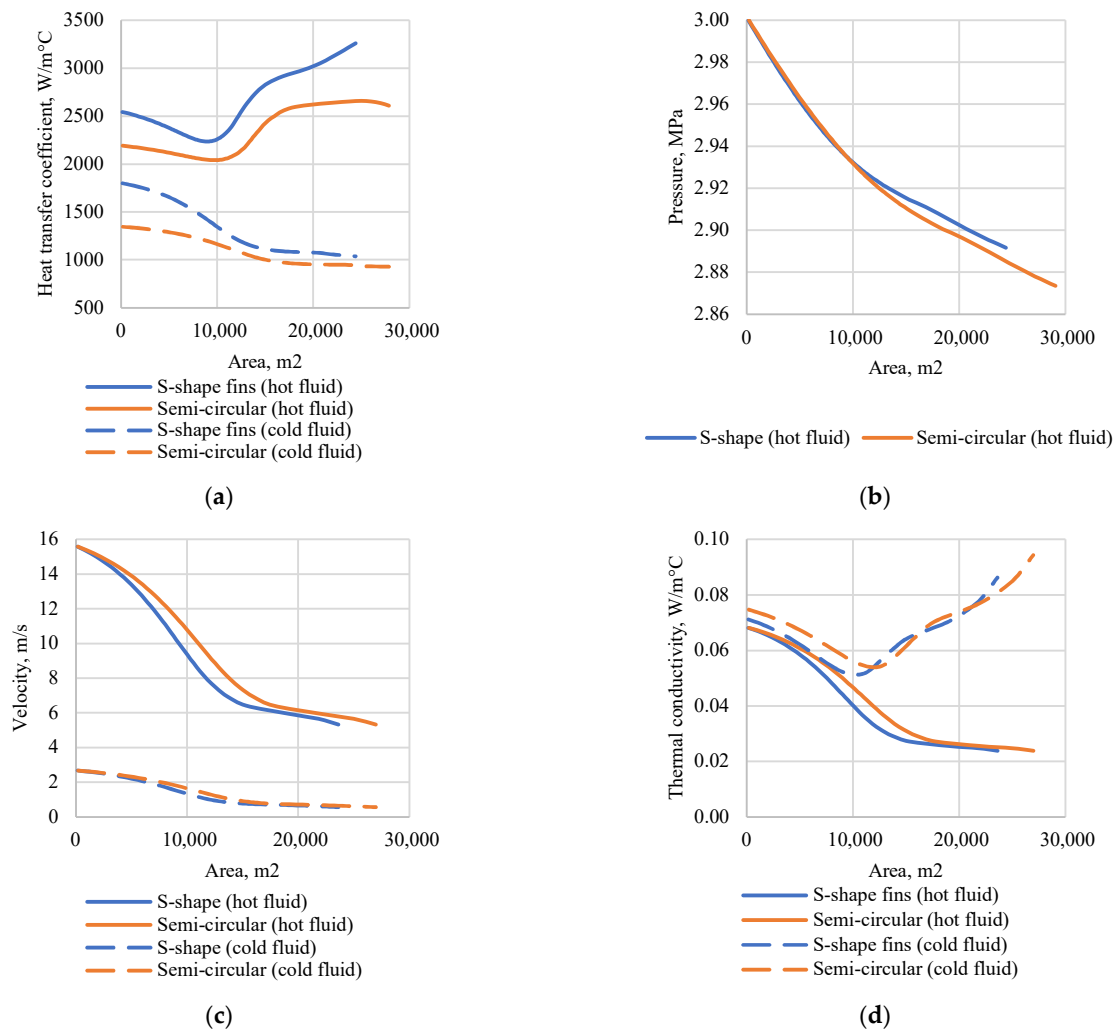 Heat transfer coefficient, W/m°C
3500
3000
2500
2000
1500
1000
500
0
10,000
20,000
30,000
Area, m2
S-shape fins (hot fluid)
Semi-circular (hot fluid)
S-shape fins (cold fluid)
Semi-circular (cold fluid)
(a)
Pressure, MPa
3.00
2.98
2.96
2.94
2.92
2.90
2.88
2.86
0
10,000
20,000
30,000
Area, m2
S-shape (hot fluid)
Semi-circular (hot fluid)
(b)
Velocity, m/s
16
14
12
10
8
6
4
2
0
0
10,000
20,000
30,000
Area, m2
S-shape (hot fluid)
Semi-circular (hot fluid)
S-shape (cold fluid)
Semi-circular (cold fluid)
(c)
Thermal conductivity, W/m°C
0.10
0.08
0.06
0.04
0.02
0.00
0
10,000
20,000
30,000
Area, m2
S-shape fins (hot fluid)
Semi-circular (hot fluid)
S-shape fins (cold fluid)
Semi-circular (cold fluid)
(d)